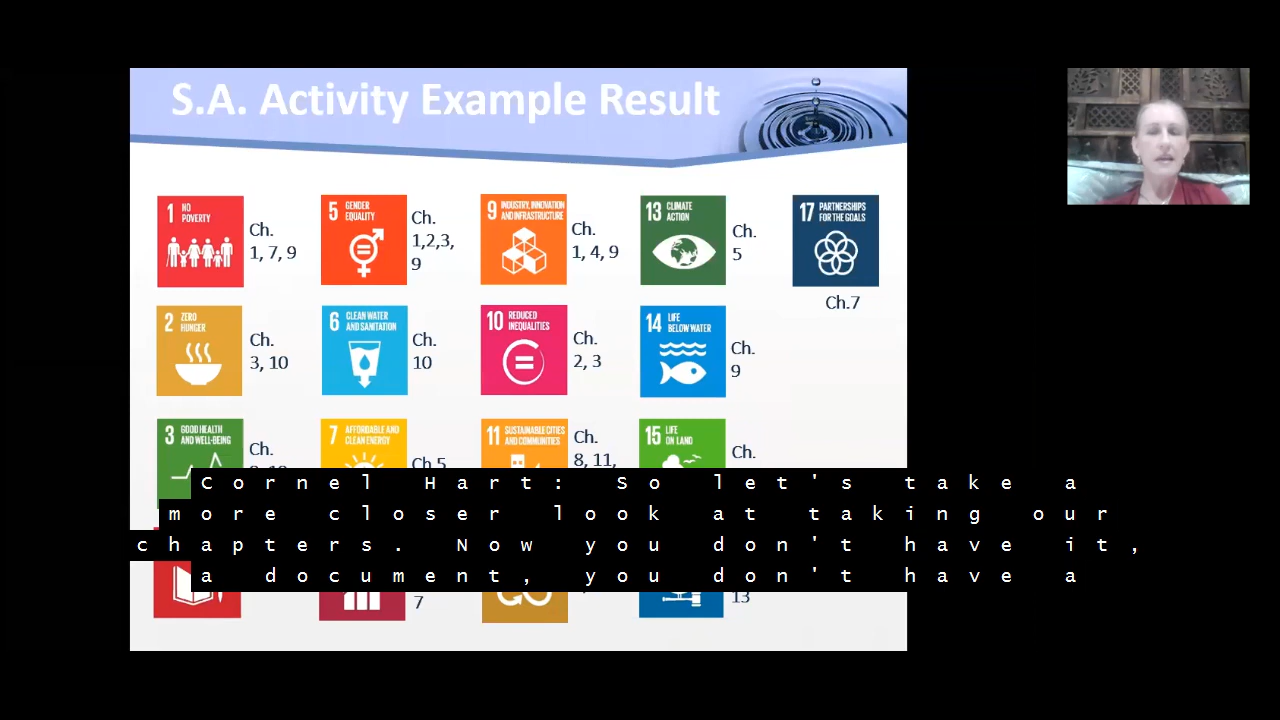 S.A. Activity Example Result
1 NO
POVERTY
Ch.
1, 7, 9
5 GENDER
EQUALITY
Ch.
1,2,3,
9
9 INDUSTRY, INNOVATION
AND INFRASTRUCTURE
Ch.
1, 4, 9
13 CLIMATE
ACTION
Ch.
5
17 PARTNERSHIPS
FOR THE GOALS
Ch.7
2 ZERO
HUNGER
Ch.
3, 10
6 CLEAN WATER
AND SANITATION
Ch.
10
10 REDUCED
INEQUALITIES
Ch.
2, 3
14 LIFE
BELOW WATER
Ch.
9
3 GOOD HEALTH
AND WELL-BEING
Ch.
7 AFFORDABLE AND
CLEAN ENERGY
Ch.5
11 SUSTAINABLE CITIES
AND COMMUNITIES
Ch.
8, 11,
15 LIFE
ON LAND
Ch.
7
13
Cornel Hart: So let's take a
more closer look at taking our
chapters. Now you don't have it,
a document, you don't have a